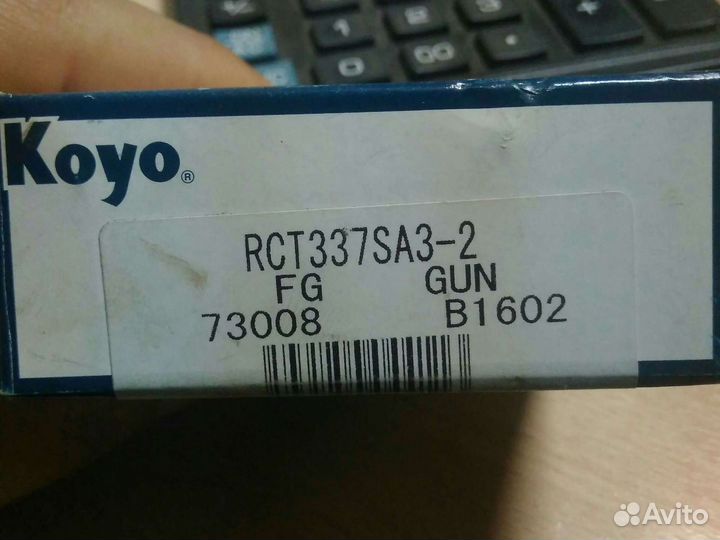 Koyo®
RCT337SA3-2
FG GUN
73008 B1602
Avito